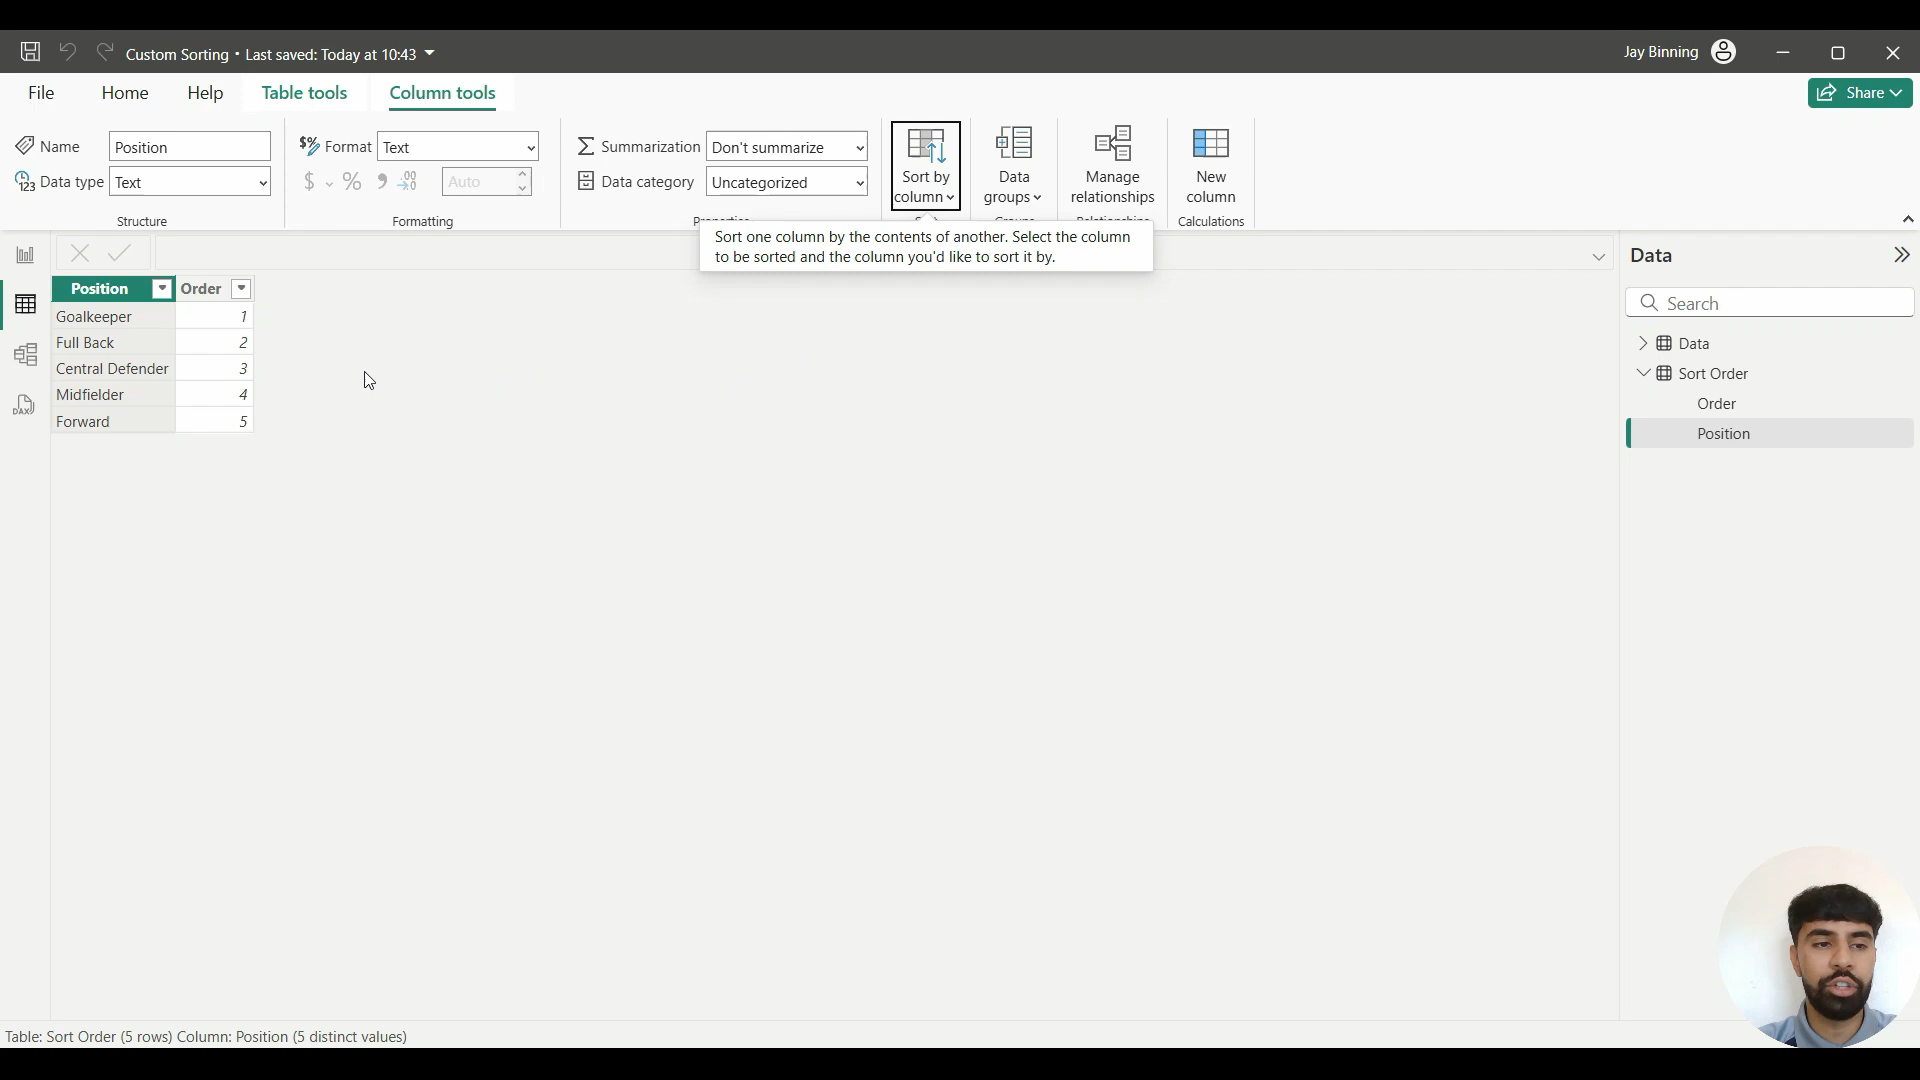 Custom Sorting • Last saved: Today at 10:43
Jay Binning
File Home Help Table tools Column tools
Share
Name Position
Format Text
Summarization Don't summarize
Data type Text
$ % 9 .00 Auto
Data category Uncategorized
Sort by
column
Data
groups
Manage
relationships
New
column
Structure
Formatting
Calculations
Sort one column by the contents of another. Select the column
to be sorted and the column you'd like to sort it by.
Position Order
Goalkeeper 1
Full Back 2
Central Defender 3
Midfielder 4
Forward 5
DAX
Data
Search
Data
Sort Order
Order
Position
Table: Sort Order (5 rows) Column: Position (5 distinct values)